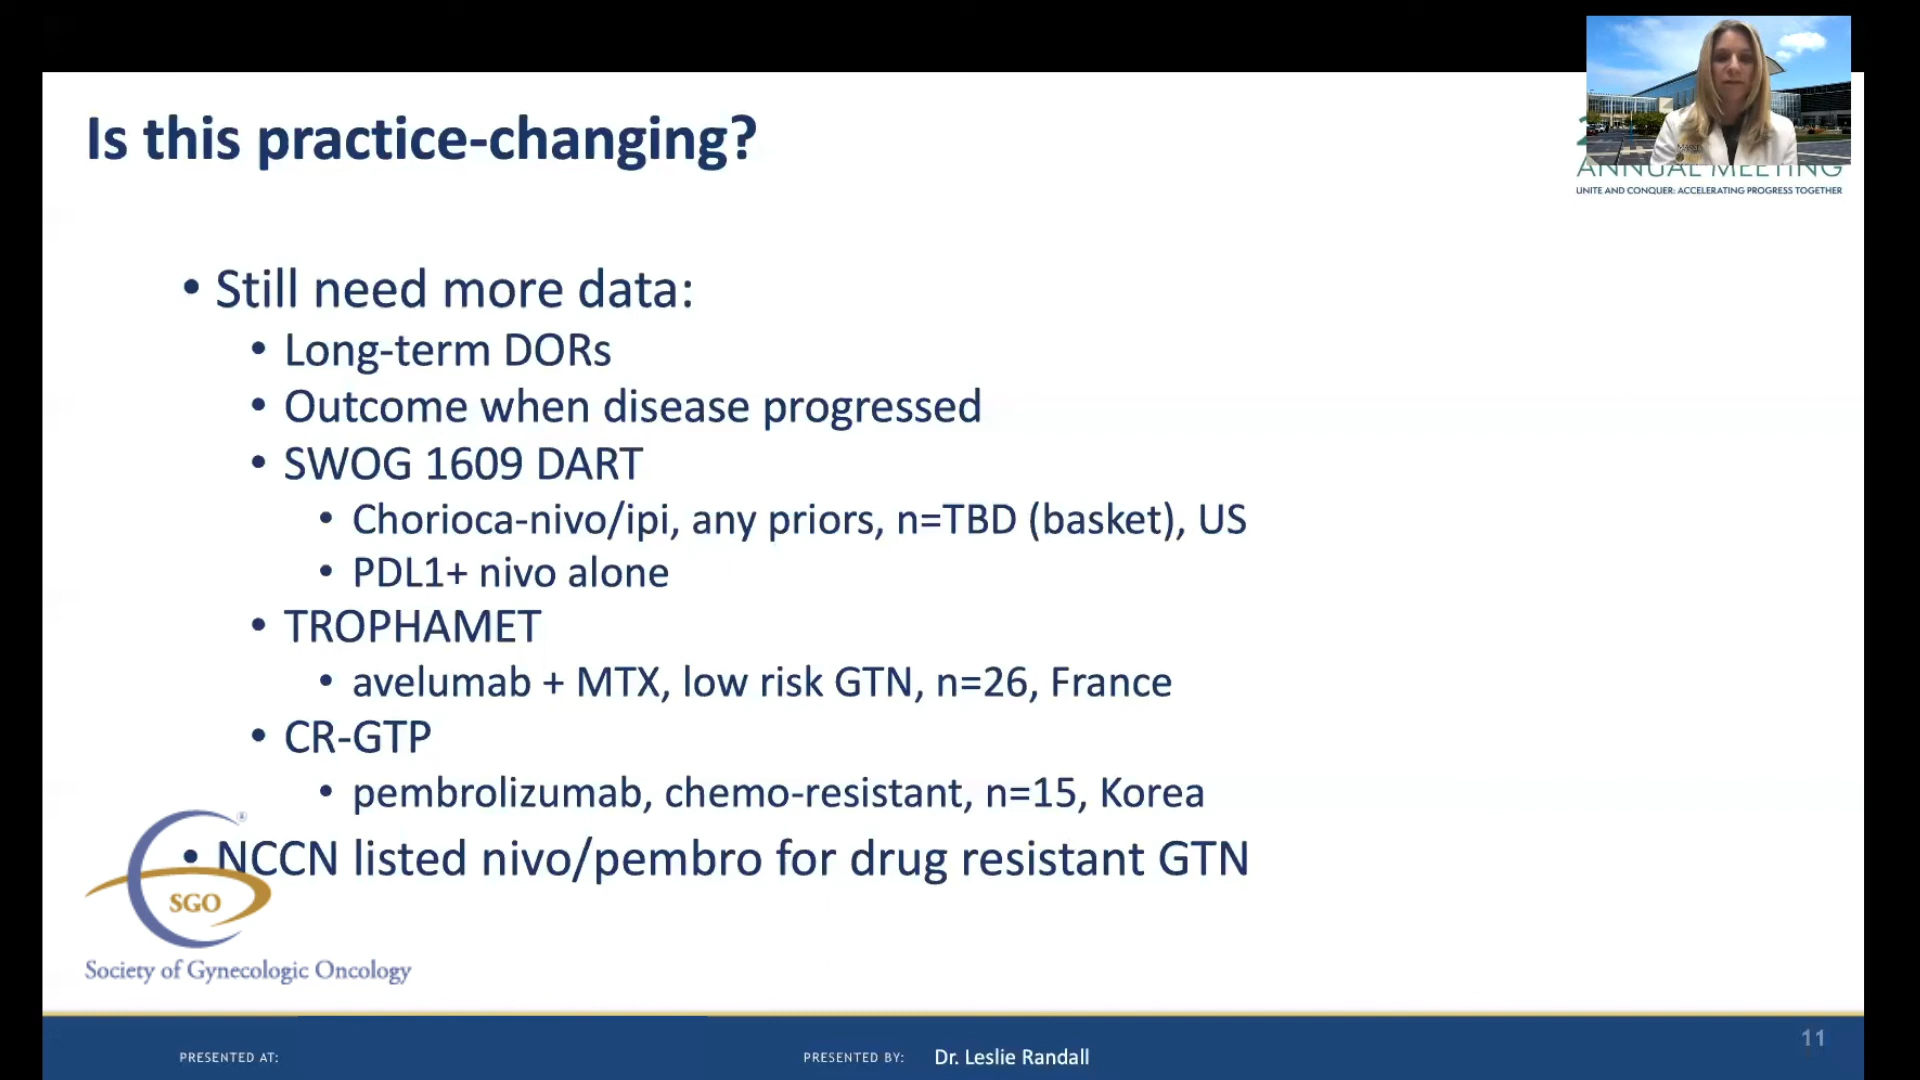 Is this practice-changing?
ANNUAL MEETING
UNITE AND CONQUER: ACCELERATING PROGRESS TOGETHER
• Still need more data:
• Long-term DORs
• Outcome when disease progressed
• SWOG 1609 DART
• Chorioca-nivo/ipi, any priors, n=TBD (basket), US
• PDL1+ nivo alone
• TROPHAMET
• avelumab + MTX, low risk GTN, n=26, France
• CR-GTP
• pembrolizumab, chemo-resistant, n=15, Korea
• NCCN listed nivo/pembro for drug resistant GTN
SGO
Society of Gynecologic Oncology
PRESENTED AT:
PRESENTED BY: Dr. Leslie Randall
11